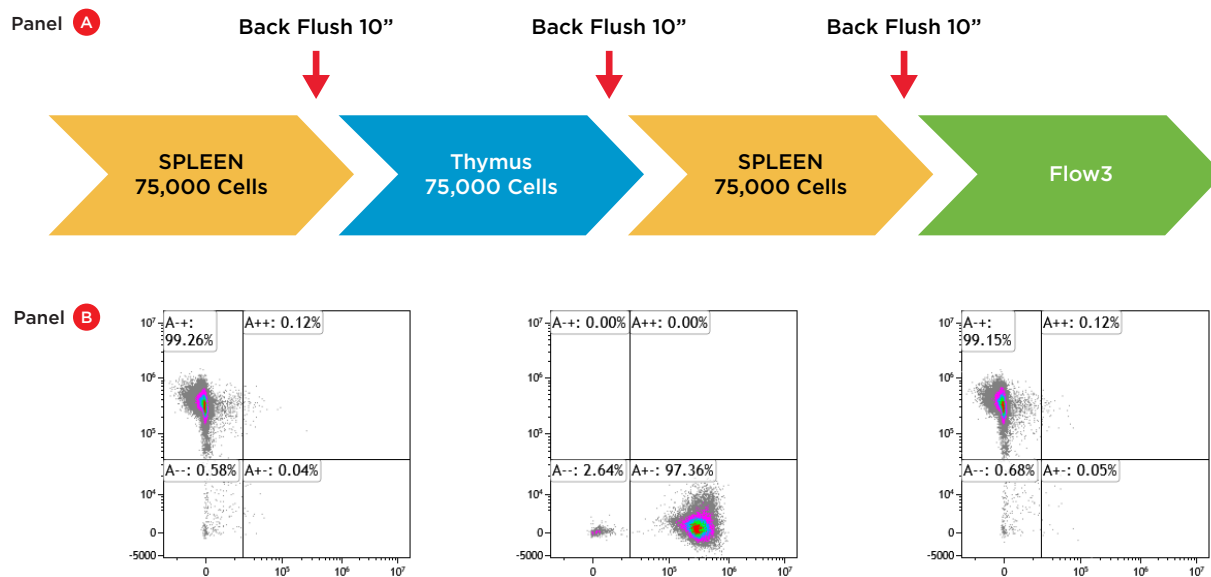 Panel A
Back Flush 10” Back Flush 10” Back Flush 10”
SPLEEN
75,000 Cells
Thymus
75,000 Cells
SPLEEN
75,000 Cells
Flow3
Panel B
A-+:
99.26%
A++: 0.12%
A--: 0.58%
A+-: 0.04%
10⁷
10⁶
10⁵
10⁴
0
-5000
0 10⁵ 10⁶ 10⁷
A-+: 0.00%
A++: 0.00%
A--: 2.64%
A+-: 97.36%
10⁷
10⁶
10⁵
10⁴
0
-5000
0 10⁵ 10⁶ 10⁷
A-+:
99.15%
A++: 0.12%
A--: 0.68%
A+-: 0.05%
10⁷
10⁶
10⁵
10⁴
0
-5000
0 10⁵ 10⁶ 10⁷